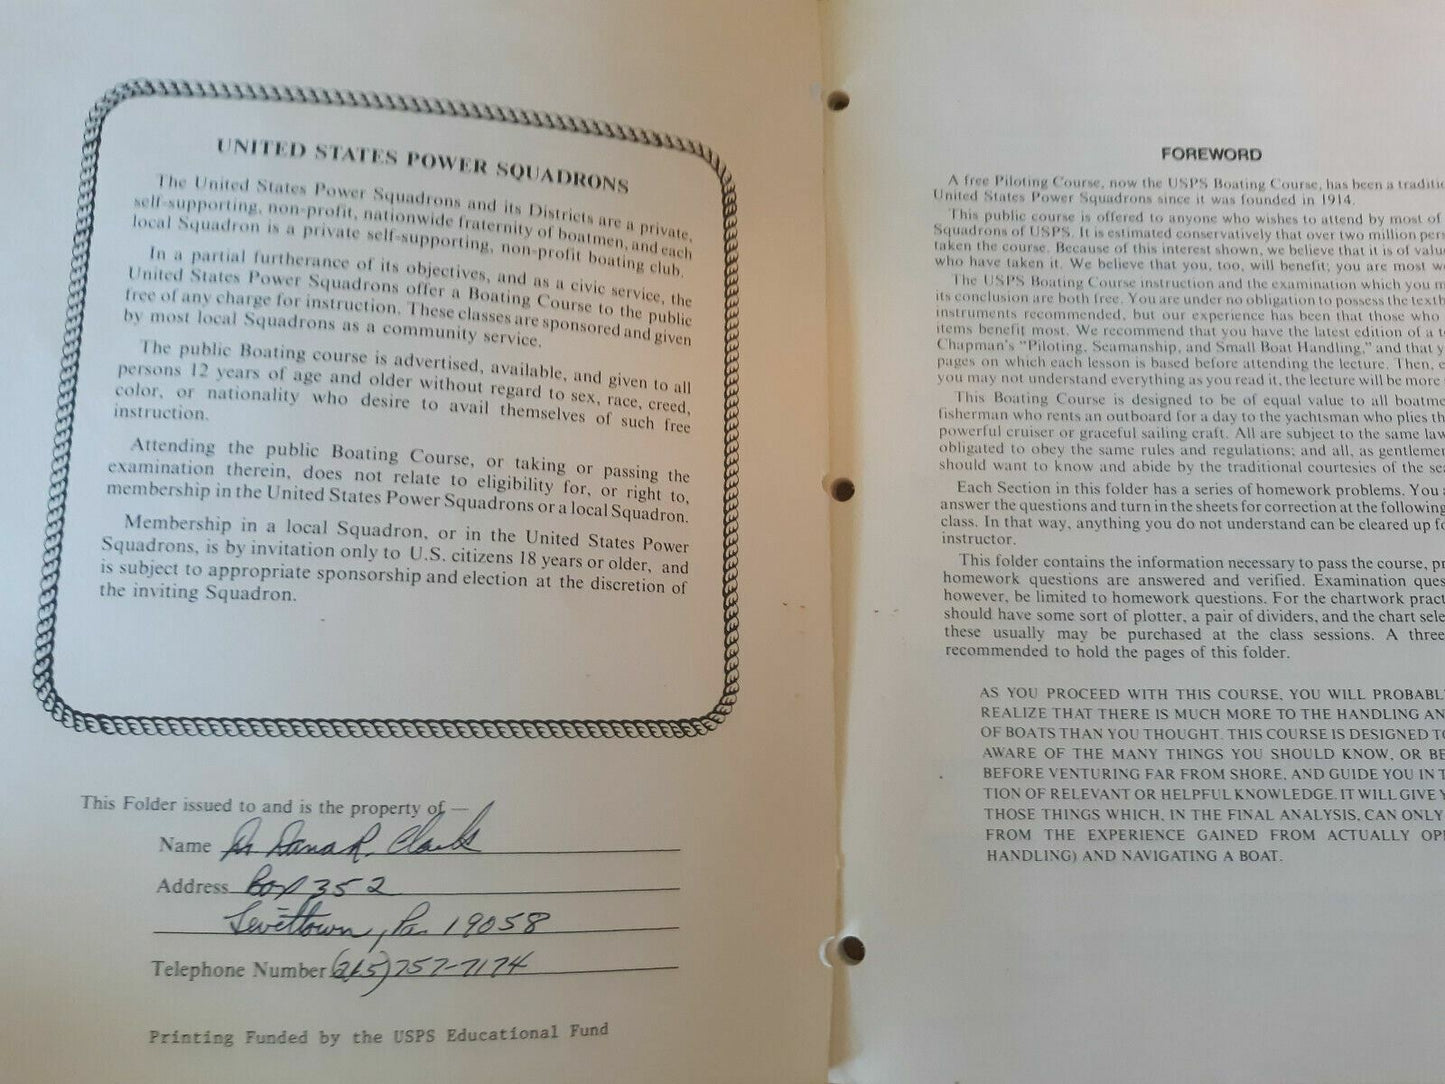 UNITED STATES POWER SQUADRONS
The United States Power Squadrons and its Districts are a private,
self-supporting, non-profit, nationwide fraternity of boatmen, and each
local Squadron is a private self-supporting, non-profit boating club.
In a partial furtherance of its objectives, and as a civic service, the
United States Power Squadrons offer a Boating Course to the public
free of any charge for instruction. These classes are sponsored and given
by most local Squadrons as a community service.
The public Boating course is advertised, available, and given to all
persons 12 years of age and older without regard to sex, race, creed,
color, or nationality who desire to avail themselves of such free
instruction.
Attending the public Boating Course, or taking or passing the
examination therein, does not relate to eligibility for, or right to,
membership in the United States Power Squadrons or a local Squadron.
Membership in a local Squadron, or in the United States Power
Squadrons, is by invitation only to U.S. citizens 18 years or older, and
is subject to appropriate sponsorship and election at the discretion of
the inviting Squadron.
This Folder issued to and is the property of —
Name Dr Dana R. Clark
Address Box 352
Levittown, Pa. 19058
Telephone Number (215) 757-7174
Printing Funded by the USPS Educational Fund
FOREWORD
A free Piloting Course, now the USPS Boating Course, has been a traditio
United States Power Squadrons since it was founded in 1914.
This public course is offered to anyone who wishes to attend by most of
Squadrons of USPS. It is estimated conservatively that over two million pers
taken the course. Because of this interest shown, we believe that it is of valu
who have taken it. We believe that you, too, will benefit; you are most w
The USPS Boating Course instruction and the examination which you m
its conclusion are both free. You are under no obligation to possess the textb
instruments recommended, but our experience has been that those who
items benefit most. We recommend that you have the latest edition of a t
Chapman's "Piloting, Seamanship, and Small Boat Handling," and that y
pages on which each lesson is based before attending the lecture. Then, e
you may not understand everything as you read it, the lecture will be more
This Boating Course is designed to be of equal value to all boatme
fisherman who rents an outboard for a day to the yachtsman who plies th
powerful cruiser or graceful sailing craft. All are subject to the same law
obligated to obey the same rules and regulations; and all, as gentleme
should want to know and abide by the traditional courtesies of the se
Each Section in this folder has a series of homework problems. You
answer the questions and turn in the sheets for correction at the following
class. In that way, anything you do not understand can be cleared up fo
instructor.
This folder contains the information necessary to pass the course, pr
homework questions are answered and verified. Examination ques
however, be limited to homework questions. For the chartwork pract
should have some sort of plotter, a pair of dividers, and the chart sele
these usually may be purchased at the class sessions. A three
recommended to hold the pages of this folder.
AS YOU PROCEED WITH THIS COURSE, YOU WILL PROBABL
REALIZE THAT THERE IS MUCH MORE TO THE HANDLING AN
OF BOATS THAN YOU THOUGHT. THIS COURSE IS DESIGNED TO
AWARE OF THE MANY THINGS YOU SHOULD KNOW, OR BE
BEFORE VENTURING FAR FROM SHORE, AND GUIDE YOU IN T
TION OF RELEVANT OR HELPFUL KNOWLEDGE. IT WILL GIVE Y
THOSE THINGS WHICH, IN THE FINAL ANALYSIS, CAN ONLY
FROM THE EXPERIENCE GAINED FROM ACTUALLY OPE
HANDLING) AND NAVIGATING A BOAT.